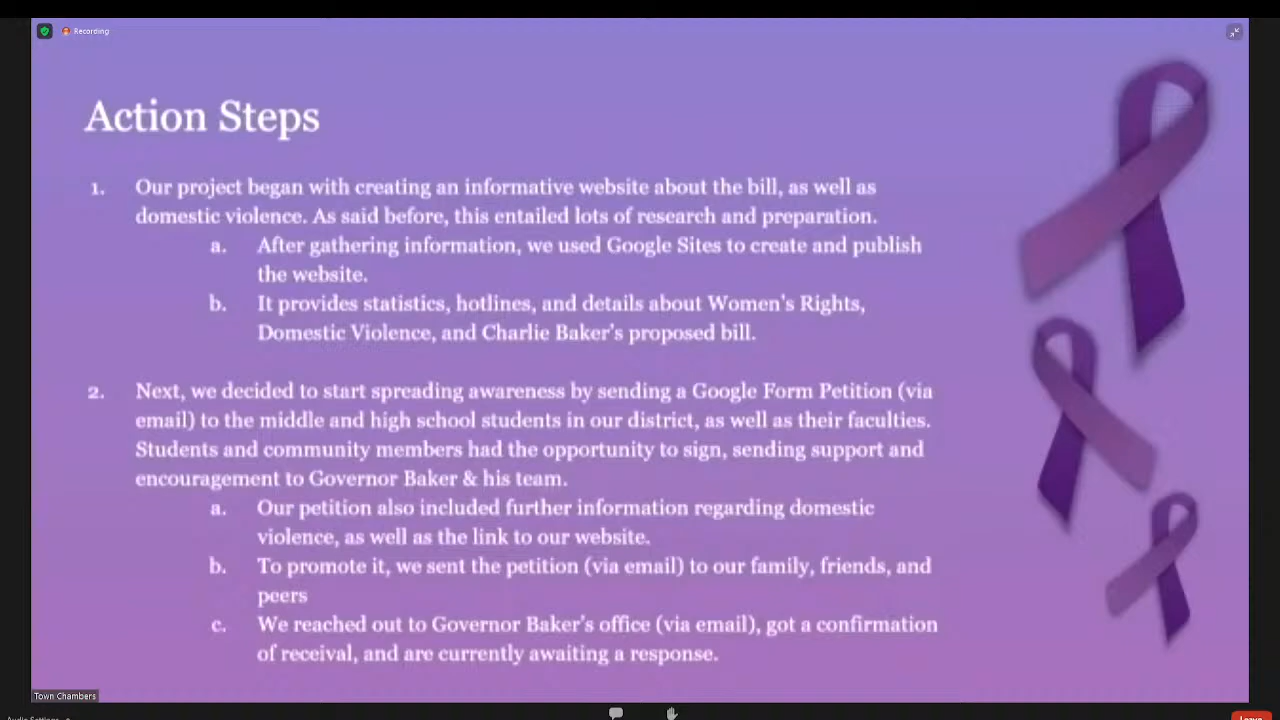 Recording
Action Steps
1. Our project began with creating an informative website about the bill, as well as
domestic violence. As said before, this entailed lots of research and preparation.
a. After gathering information, we used Google Sites to create and publish
the website.
b. It provides statistics, hotlines, and details about Women's Rights,
Domestic Violence, and Charlie Baker's proposed bill.
2. Next, we decided to start spreading awareness by sending a Google Form Petition (via
email) to the middle and high school students in our district, as well as their faculties.
Students and community members had the opportunity to sign, sending support and
encouragement to Governor Baker & his team.
a. Our petition also included further information regarding domestic
violence, as well as the link to our website.
b. To promote it, we sent the petition (via email) to our family, friends, and
peers
c. We reached out to Governor Baker's office (via email), got a confirmation
of receival, and are currently awaiting a response.
Town Chambers
Audio Settings
Leave